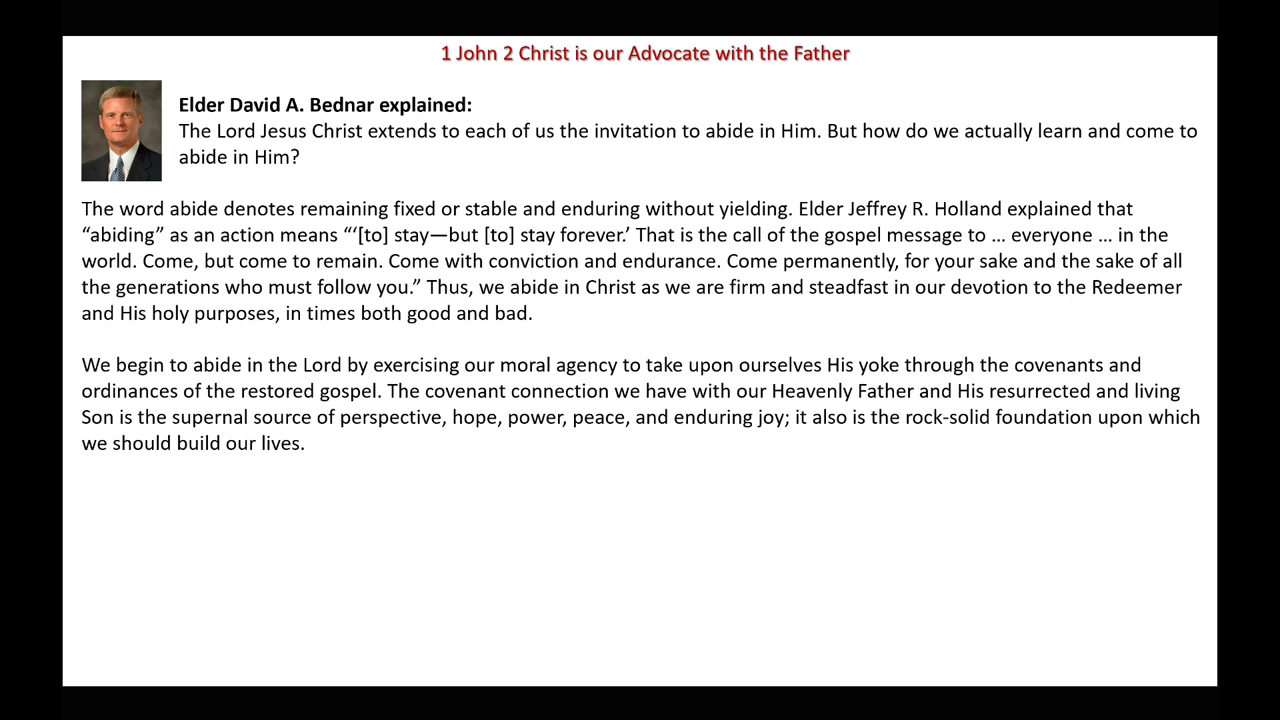 1 John 2 Christ is our Advocate with the Father
Elder David A. Bednar explained:
The Lord Jesus Christ extends to each of us the invitation to abide in Him. But how do we actually learn and come to
abide in Him?
The word abide denotes remaining fixed or stable and enduring without yielding. Elder Jeffrey R. Holland explained that
“abiding” as an action means “‘[to] stay—but [to] stay forever.’ That is the call of the gospel message to … everyone … in the
world. Come, but come to remain. Come with conviction and endurance. Come permanently, for your sake and the sake of all
the generations who must follow you.” Thus, we abide in Christ as we are firm and steadfast in our devotion to the Redeemer
and His holy purposes, in times both good and bad.
We begin to abide in the Lord by exercising our moral agency to take upon ourselves His yoke through the covenants and
ordinances of the restored gospel. The covenant connection we have with our Heavenly Father and His resurrected and living
Son is the supernal source of perspective, hope, power, peace, and enduring joy; it also is the rock-solid foundation upon which
we should build our lives.